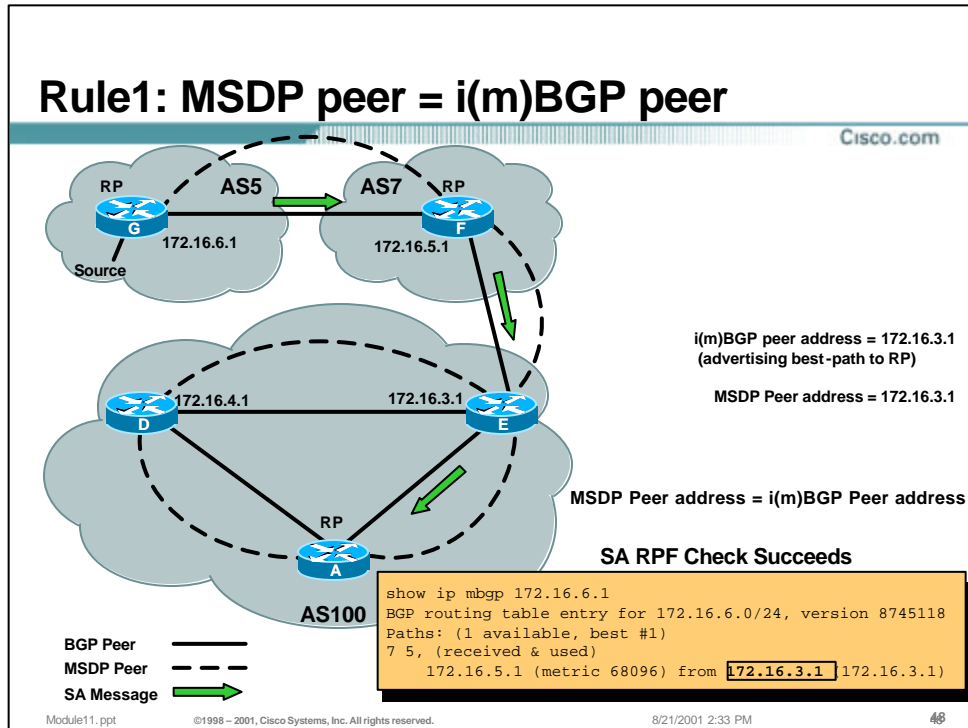 Rule1: MSDP peer = i(m)BGP peer
Cisco.com
RP
AS5
AS7
RP
G
F
172.16.6.1
172.16.5.1
Source
i(m)BGP peer address = 172.16.3.1
(advertising best-path to RP)
MSDP Peer address = 172.16.3.1
172.16.4.1
172.16.3.1
D
E
MSDP Peer address = i(m)BGP Peer address
RP
A
SA RPF Check Succeeds
AS100
show ip mbgp 172.16.6.1
BGP routing table entry for 172.16.6.0/24, version 8745118
Paths: (1 available, best #1)
7 5, (received & used)
172.16.5.1 (metric 68096) from 172.16.3.1 (172.16.3.1)
BGP Peer
MSDP Peer
SA Message
Module11.ppt
©1998 – 2001, Cisco Systems, Inc. All rights reserved.
8/21/2001 2:33 PM